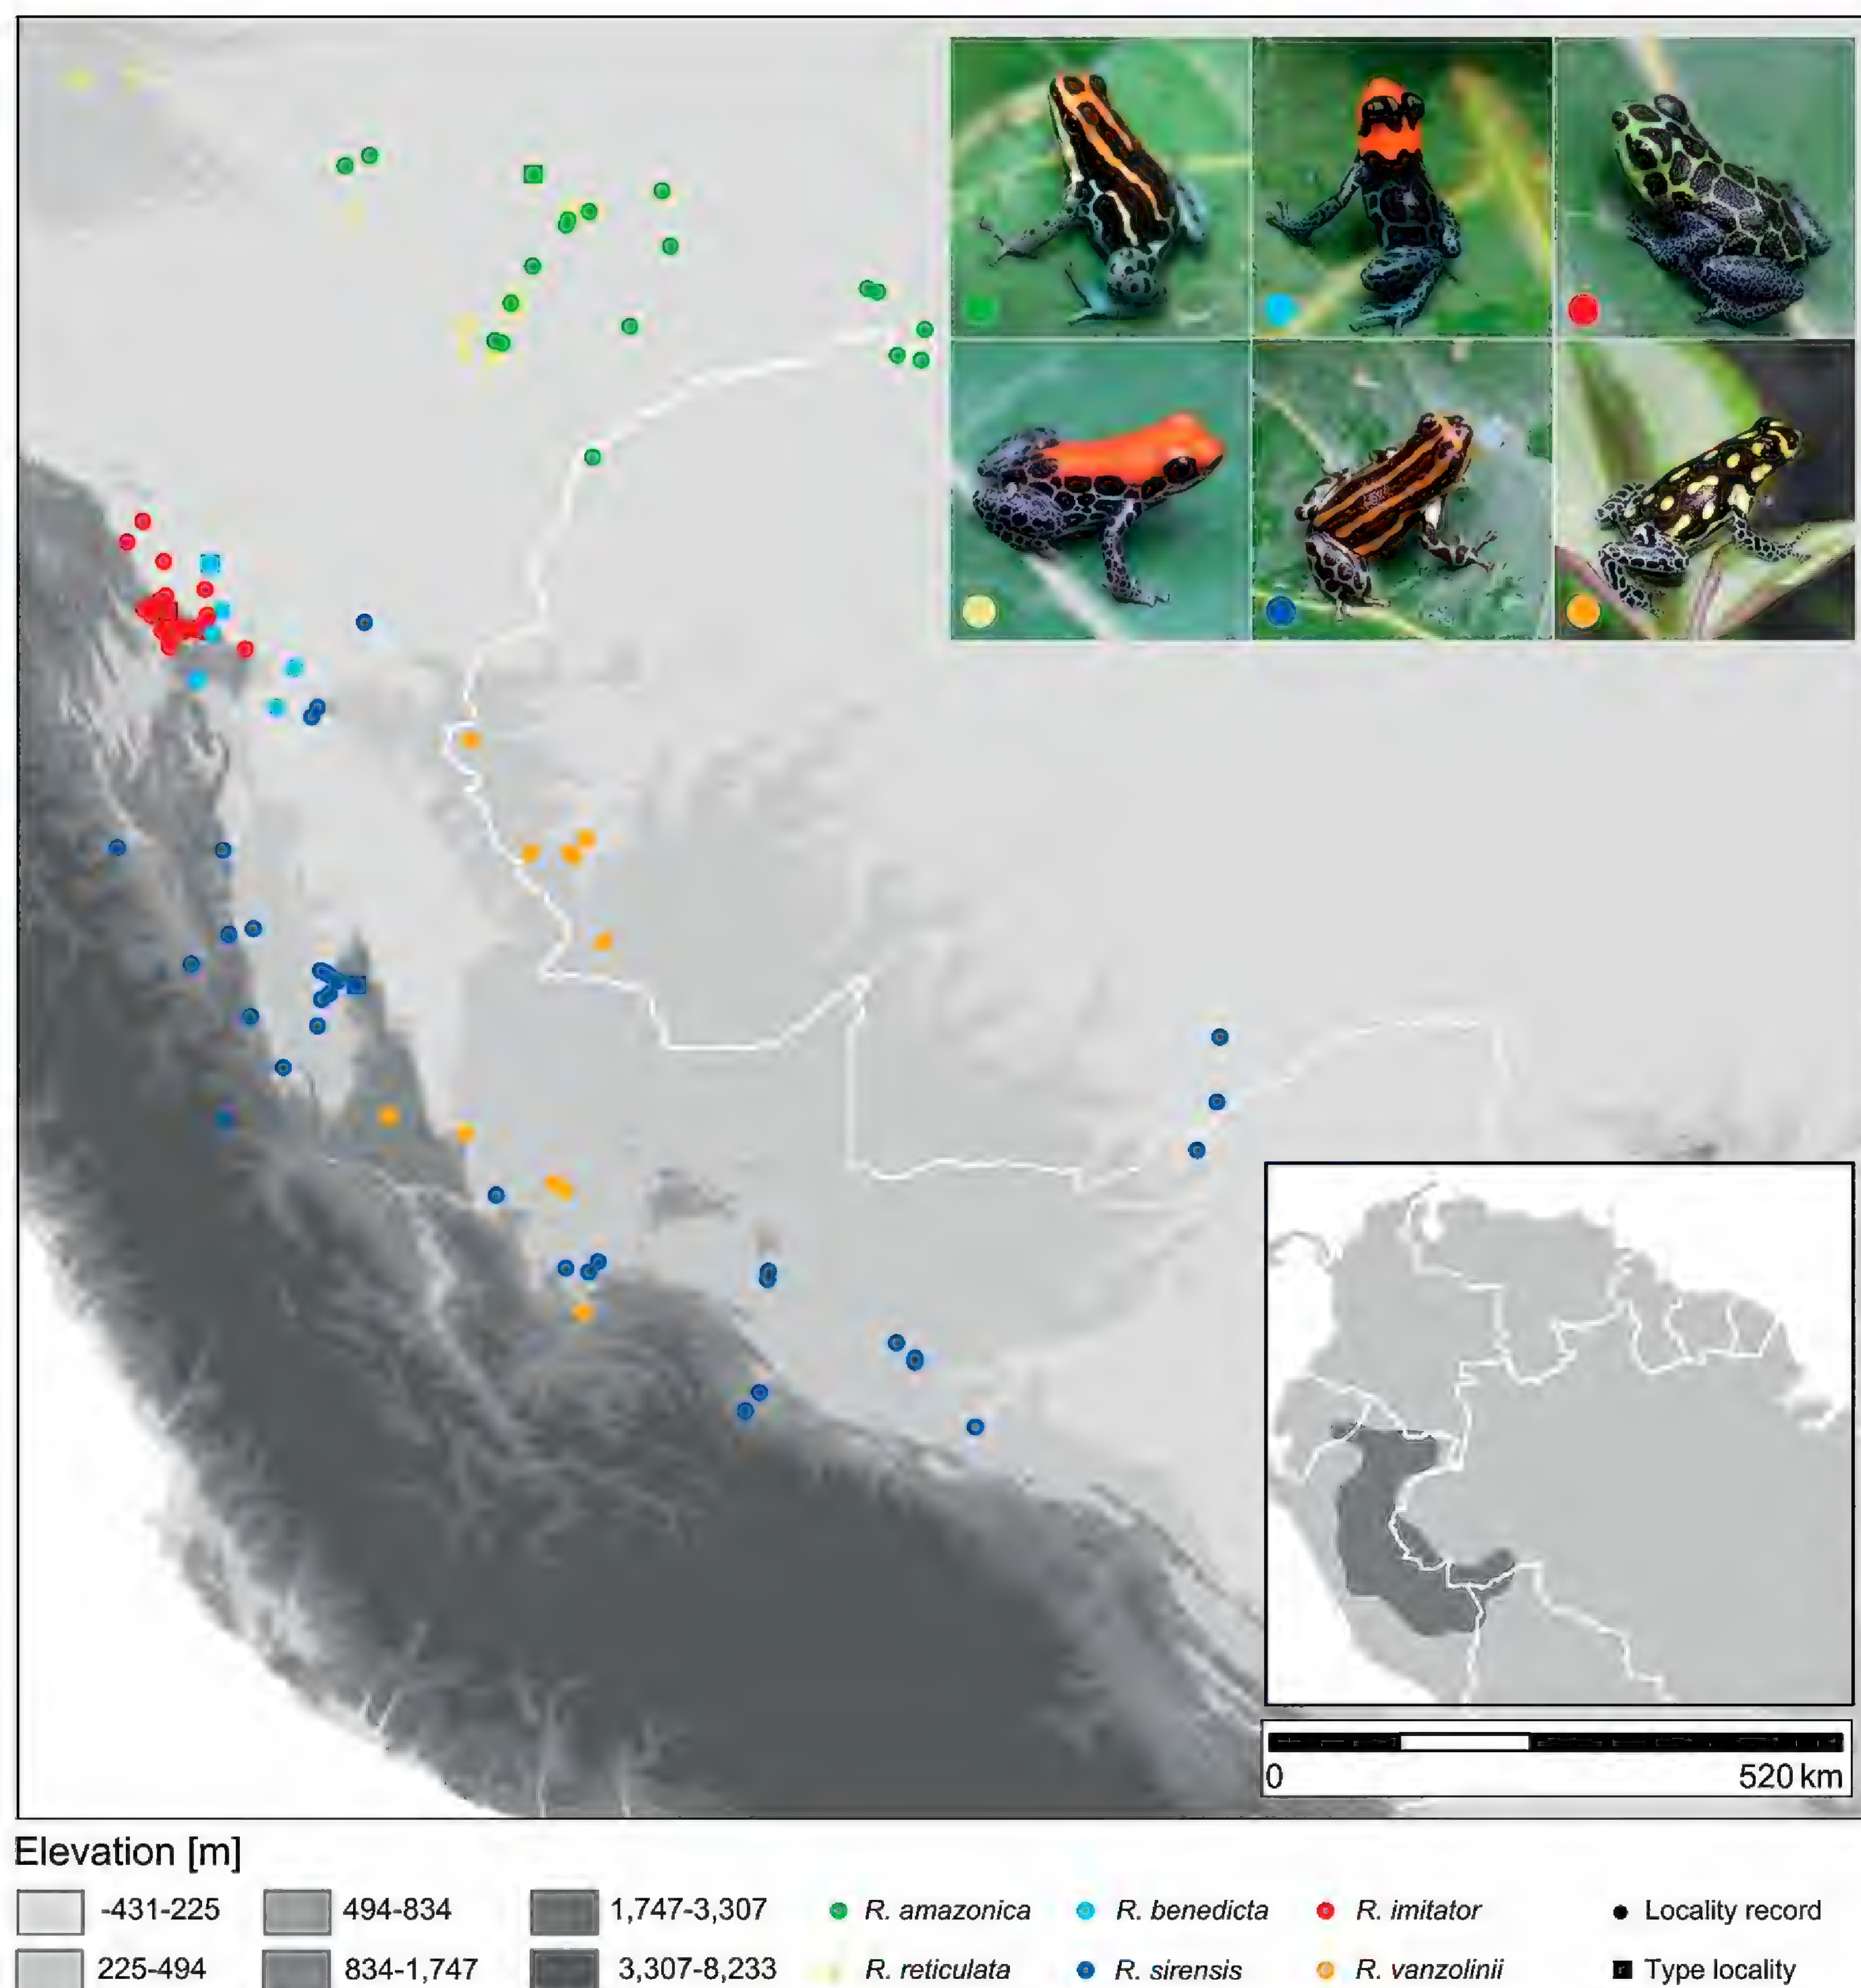 0 520 km
Elevation [m]
-431-225 494-834 1,747-3,307 R. amazonica R. benedicta R. imitator Locality record
225-494 834-1,747 3,307-8,233 R. reticulata R. sirensis R. vanzolinii Type locality